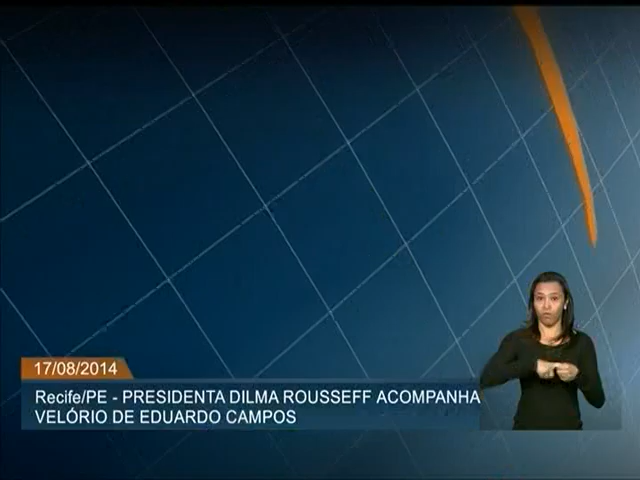 17/08/2014
Recife/PE - PRESIDENTA DILMA ROUSSEFF ACOMPANHA
VELÓRIO DE EDUARDO CAMPOS